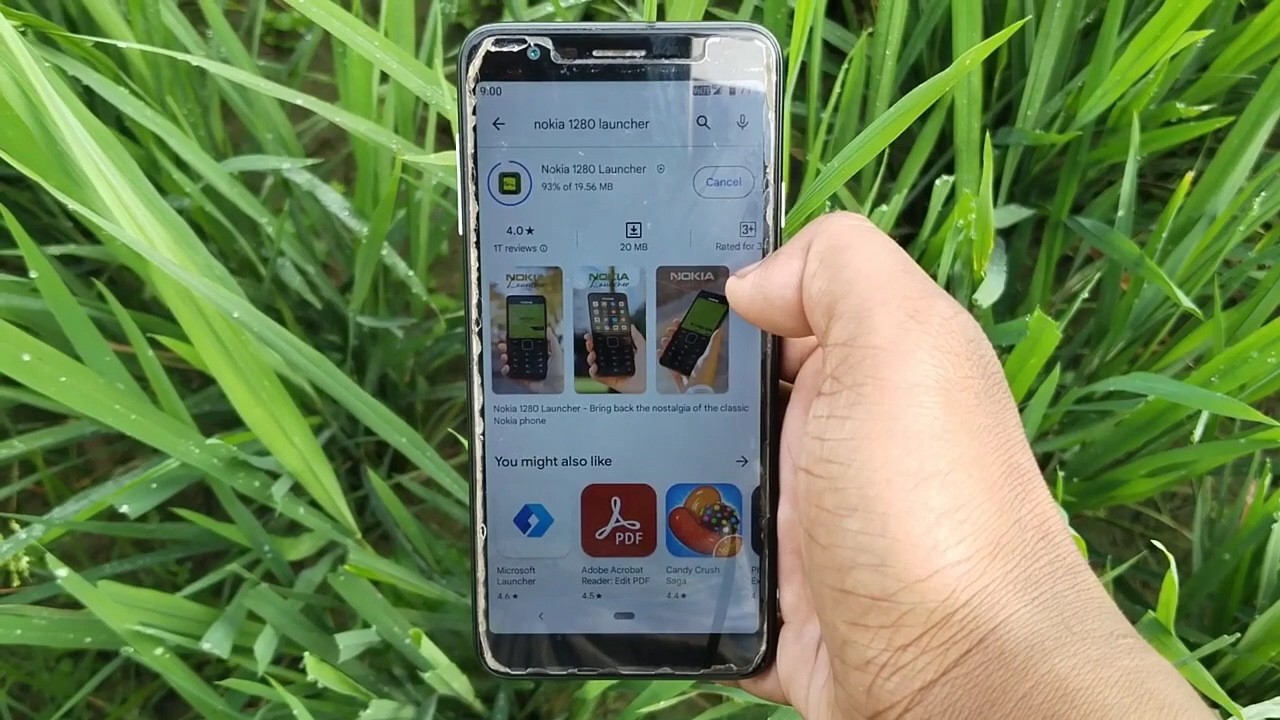 9:00
nokia 1280 launcher
Nokia 1280 Launcher
93% of 19.56 MB
Cancel
4.0★
1T reviews
20 MB
3+
Rated for 3
NOKIA
Launcher
NOKIA
Launcher
NOKIA
Nokia 1280 Launcher - Bring back the nostalgia of the classic
Nokia phone
You might also like
PDF
Microsoft
Launcher
Adobe Acrobat
Reader: Edit PDF
Candy Crush
Saga
4.6★
4.5★
4.4★